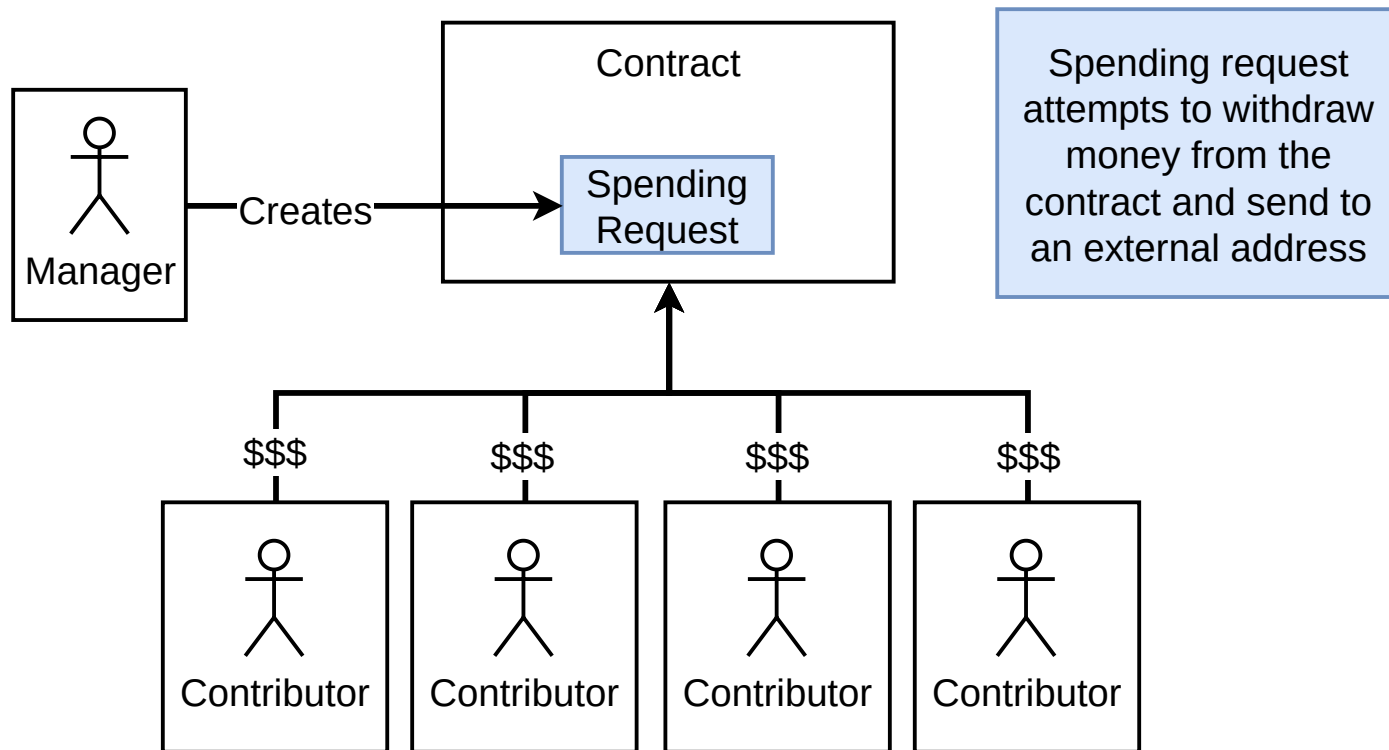 Contract
Spending request
attempts to withdraw
money from the
contract and send to
an external address
Manager
Creates
Spending
Request
$$$
$$$
$$$
$$$
Contributor
Contributor
Contributor
Contributor